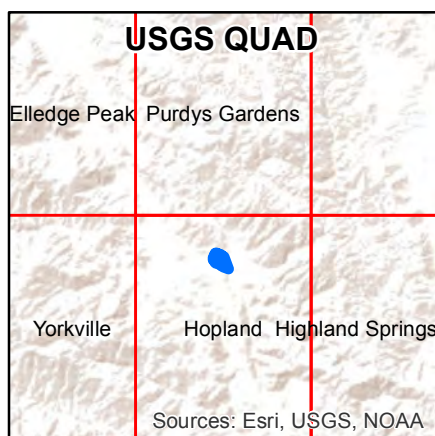 USGS QUAD
Elledge Peak Purdys Gardens
Yorkville Hopland Highland Springs
Sources: Esri, USGS, NOAA